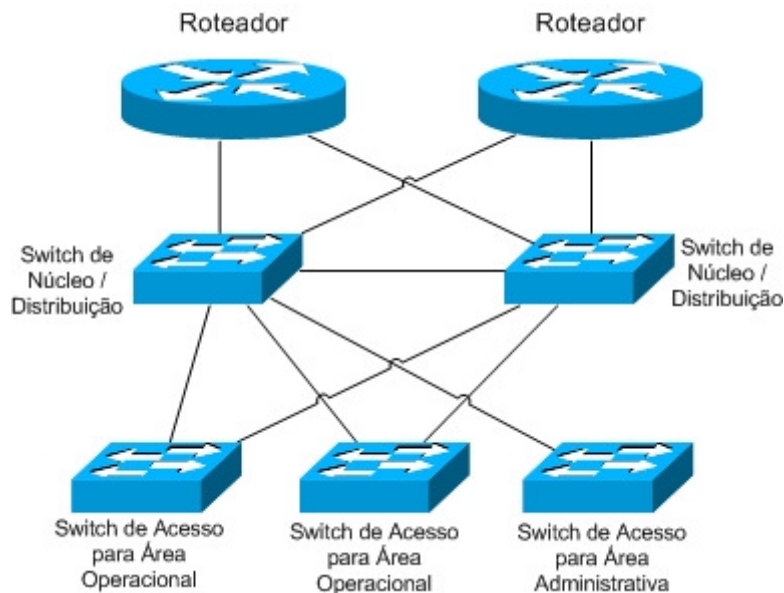 Roteador
Roteador
Switch de
Núcleo /
Distribuição
Switch de
Núcleo /
Distribuição
Switch de Acesso
para Área
Operacional
Switch de Acesso
para Área
Operacional
Switch de Acesso
para Área
Administrativa